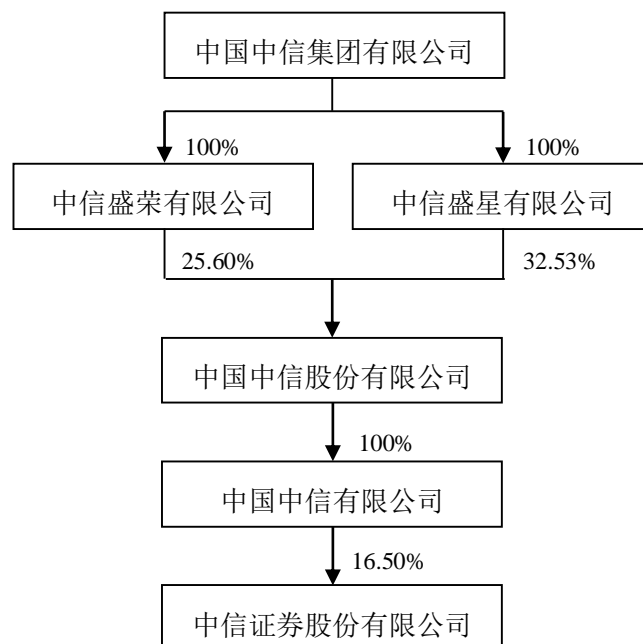 中国中信集团有限公司
100%
100%
中信盛荣有限公司
中信盛星有限公司
25.60%
32.53%
中国中信股份有限公司
100%
中国中信有限公司
16.50%
中信证券股份有限公司